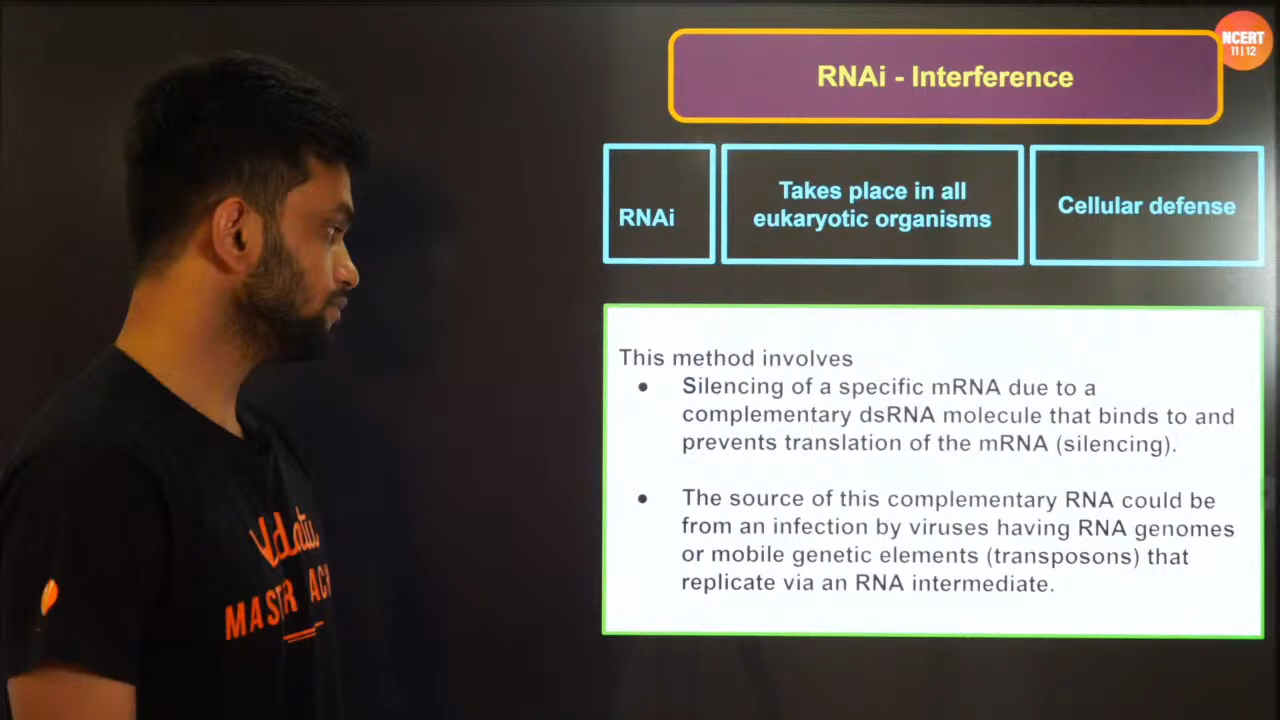 NCERT
11 | 12
RNAi - Interference
RNAi
Takes place in all
eukaryotic organisms
Cellular defense
This method involves
● Silencing of a specific mRNA due to a
complementary dsRNA molecule that binds to and
prevents translation of the mRNA (silencing).
● The source of this complementary RNA could be
from an infection by viruses having RNA genomes
or mobile genetic elements (transposons) that
replicate via an RNA intermediate.